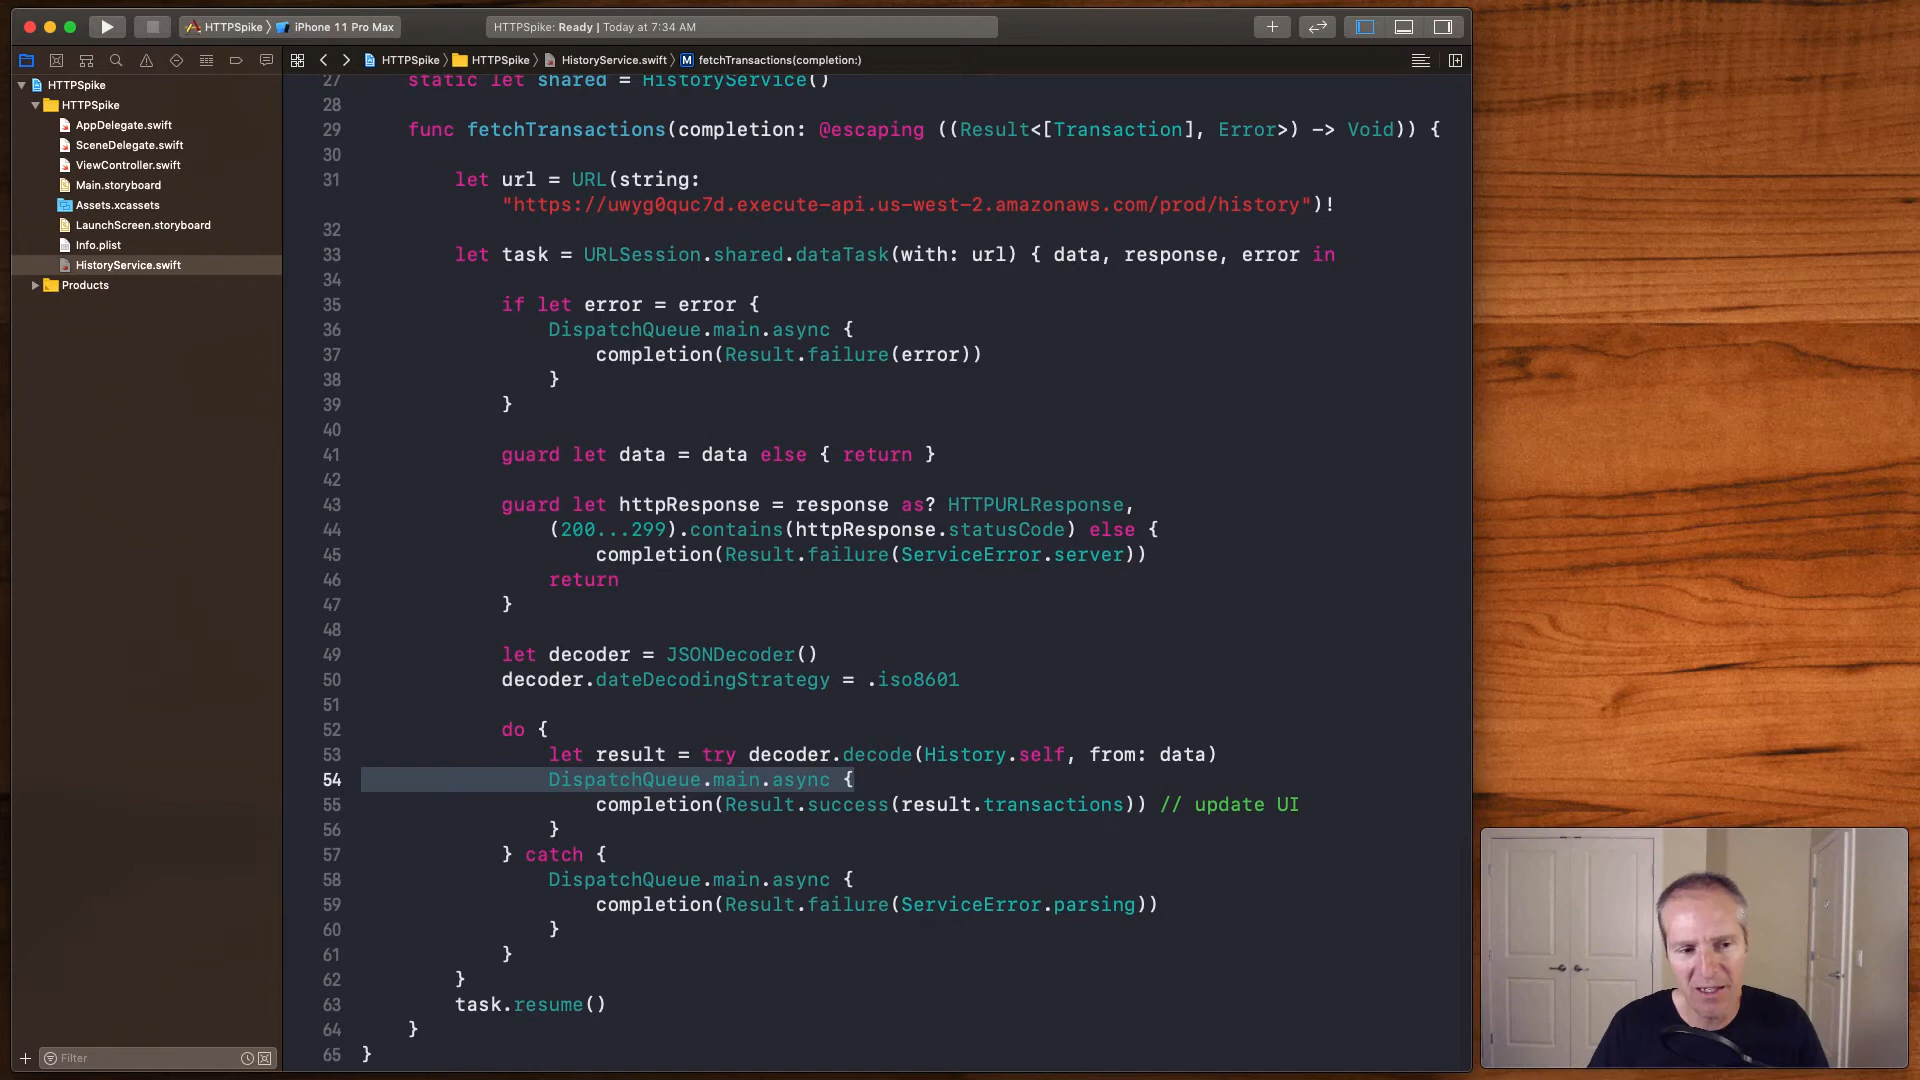 HTTPSpike 〉 iPhone 11 Pro Max
HTTPSpike: Ready | Today at 7:34 AM
HTTPSpike 〉 HTTPSpike 〉 HistoryService.swift 〉 M fetchTransactions(completion:)
HTTPSpike
HTTPSpike
AppDelegate.swift
SceneDelegate.swift
ViewController.swift
Main.storyboard
Assets.xcassets
LaunchScreen.storyboard
Info.plist
HistoryService.swift
Products
Filter
27 static let shared = HistoryService()
28
29 func fetchTransactions(completion: @escaping ((Result<[Transaction], Error>) -> Void)) {
30
31 let url = URL(string:
"https://uwyg0quc7d.execute-api.us-west-2.amazonaws.com/prod/history")!
32
33 let task = URLSession.shared.dataTask(with: url) { data, response, error in
34
35 if let error = error {
36 DispatchQueue.main.async {
37 completion(Result.failure(error))
38 }
39 }
40
41 guard let data = data else { return }
42
43 guard let httpResponse = response as? HTTPURLResponse,
44 (200...299).contains(httpResponse.statusCode) else {
45 completion(Result.failure(ServiceError.server))
46 return
47 }
48
49 let decoder = JSONDecoder()
50 decoder.dateDecodingStrategy = .iso8601
51
52 do {
53 let result = try decoder.decode(History.self, from: data)
54 DispatchQueue.main.async {
55 completion(Result.success(result.transactions)) // update UI
56 }
57 } catch {
58 DispatchQueue.main.async {
59 completion(Result.failure(ServiceError.parsing))
60 }
61 }
62 }
63 task.resume()
64 }
65 }